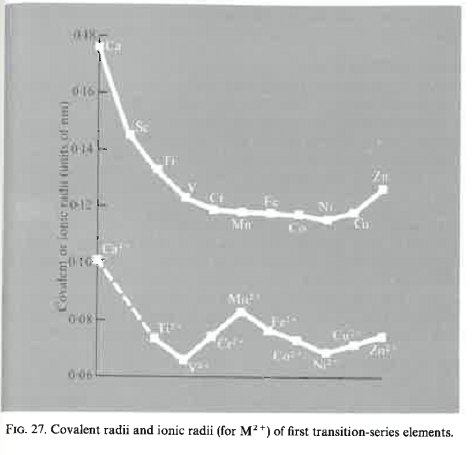 0·18
Ca
0·16
Sc
Ti
0·14
V
Cr
Mn
Fe
Co
Ni
Cu
Zn
0·12
Covalent or ionic radii (units of nm)
0·10
Ca²⁺
0·08
Ti²⁺
V²⁺
Cr²⁺
Mn²⁺
Fe²⁺
Co²⁺
Ni²⁺
Cu²⁺
Zn²⁺
0·06
FIG. 27. Covalent radii and ionic radii (for M²⁺) of first transition-series elements.